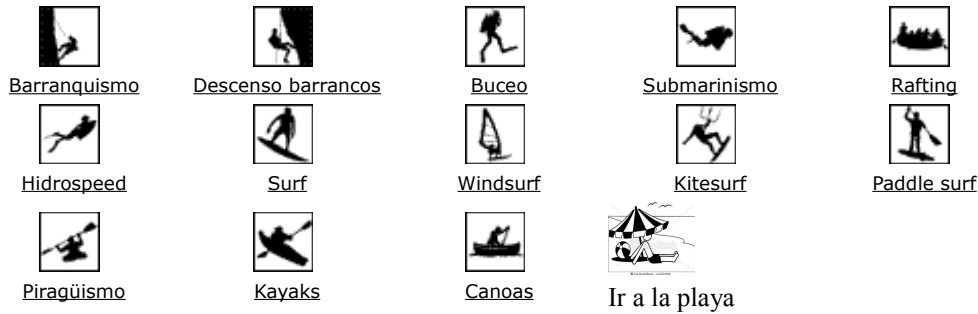 Barranquismo
Descenso barrancos
Buceo
Submarinismo
Rafting
Hidrospeed
Surf
Windsurf
Kitesurf
Paddle surf
Piragüismo
Kayaks
Canoas
Ir a la playa